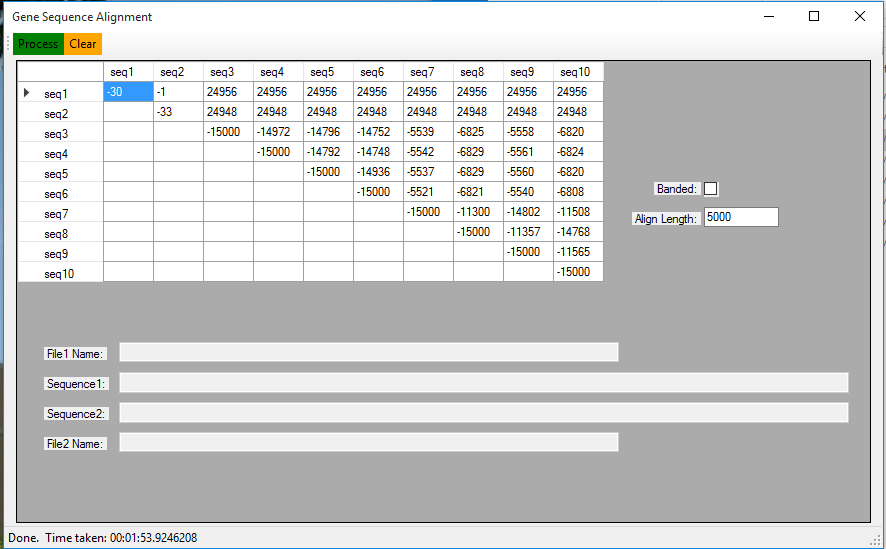 Gene Sequence Alignment
Process Clear
seq1 seq2 seq3 seq4 seq5 seq6 seq7 seq8 seq9 seq10
seq1 -30 -1 24956 24956 24956 24956 24956 24956 24956 24956
seq2 -33 24948 24948 24948 24948 24948 24948 24948 24948
seq3 -15000 -14972 -14796 -14752 -5539 -6825 -5558 -6820
seq4 -15000 -14792 -14748 -5542 -6829 -5561 -6824
seq5 -15000 -14936 -5537 -6829 -5560 -6820
seq6 -15000 -5521 -6821 -5540 -6808
seq7 -15000 -11300 -14802 -11508
seq8 -15000 -11357 -14768
seq9 -15000 -11565
seq10 -15000
Banded:
Align Length: 5000
File1 Name:
Sequence1:
Sequence2:
File2 Name:
Done. Time taken: 00:01:53.9246208